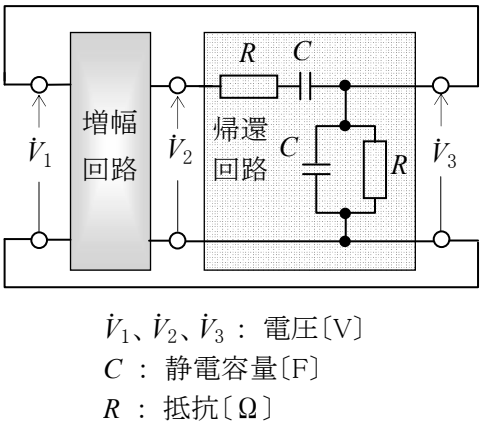 R C
増幅
回路
帰還
回路
V̇1
V̇2
V̇3
C
R
V̇1、V̇2、V̇3 : 電圧〔V〕
C : 静電容量〔F〕
R : 抵抗〔Ω〕